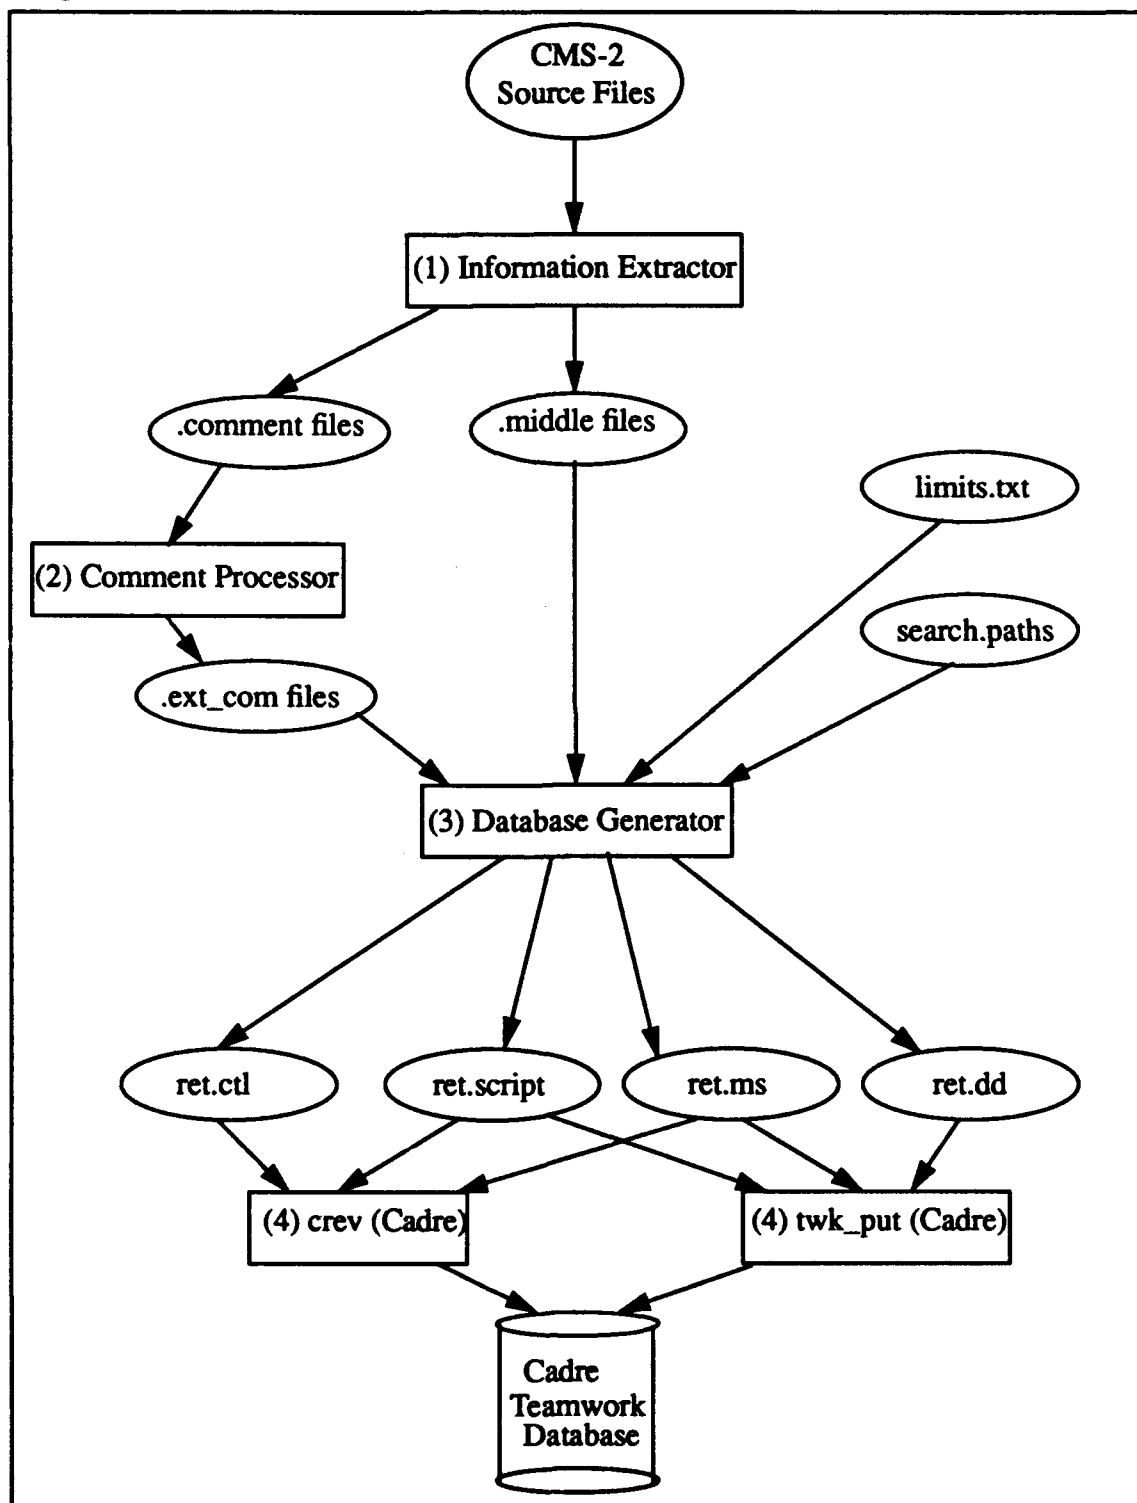 CMS-2
Source Files
(1) Information Extractor
.comment files
.middle files
limits.txt
(2) Comment Processor
search.paths
.ext_com files
(3) Database Generator
ret.ctl
ret.script
ret.ms
ret.dd
(4) crev (Cadre)
(4) twk_put (Cadre)
Cadre
Teamwork
Database